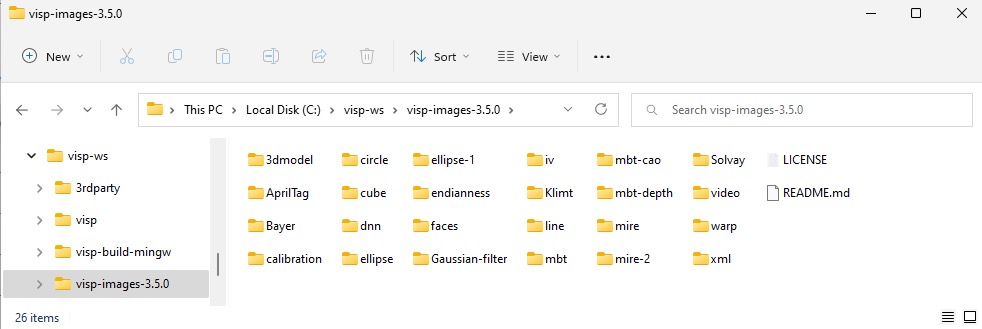 visp-images-3.5.0
New Sort View
This PC Local Disk (C:) visp-ws visp-images-3.5.0 Search visp-images-3.5.0
visp-ws
3rdparty
visp
visp-build-mingw
visp-images-3.5.0
3dmodel circle ellipse-1 iv mbt-cao Solvay LICENSE
AprilTag cube endianness Klimt mbt-depth video README.md
Bayer dnn faces line mire warp
calibration ellipse Gaussian-filter mbt mire-2 xml
26 items